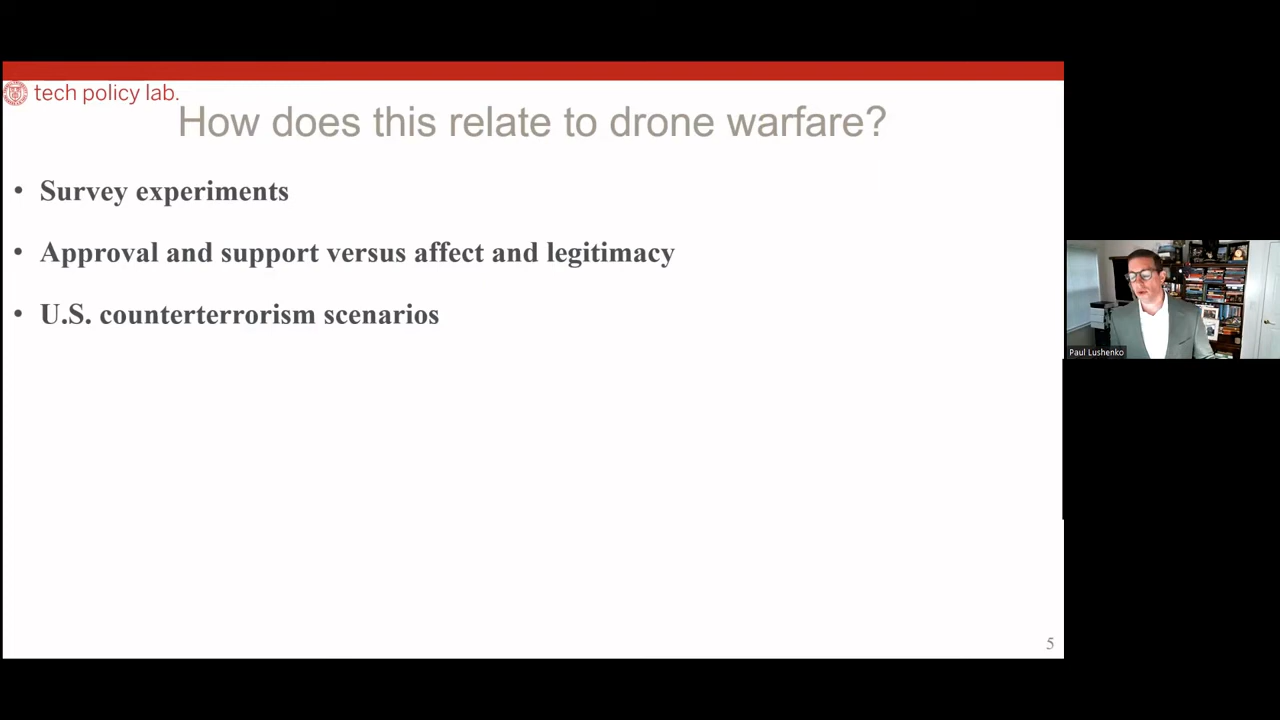 tech policy lab.
How does this relate to drone warfare?
• Survey experiments
• Approval and support versus affect and legitimacy
• U.S. counterterrorism scenarios
Paul Lushenko
5